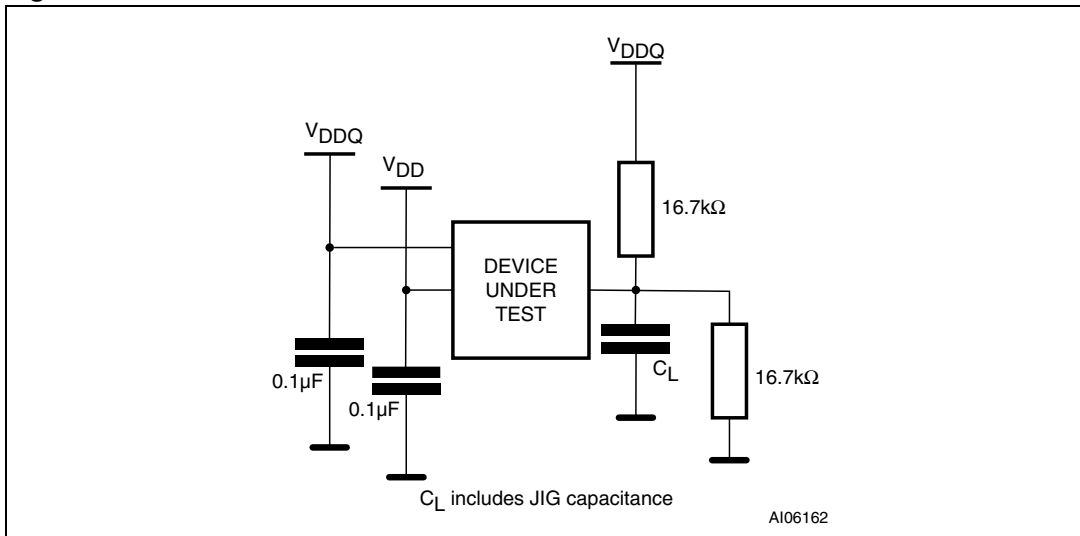 VDDQ
VDDQ
VDD
16.7kΩ
DEVICE
UNDER
TEST
0.1µF
0.1µF
CL
16.7kΩ
CL includes JIG capacitance
AI06162